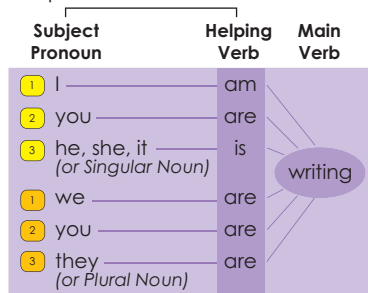 Subject Helping Main
Pronoun Verb Verb
1 I am
2 you are
3 he, she, it is
(or Singular Noun)
writing
1 we are
2 you are
3 they are
(or Plural Noun)